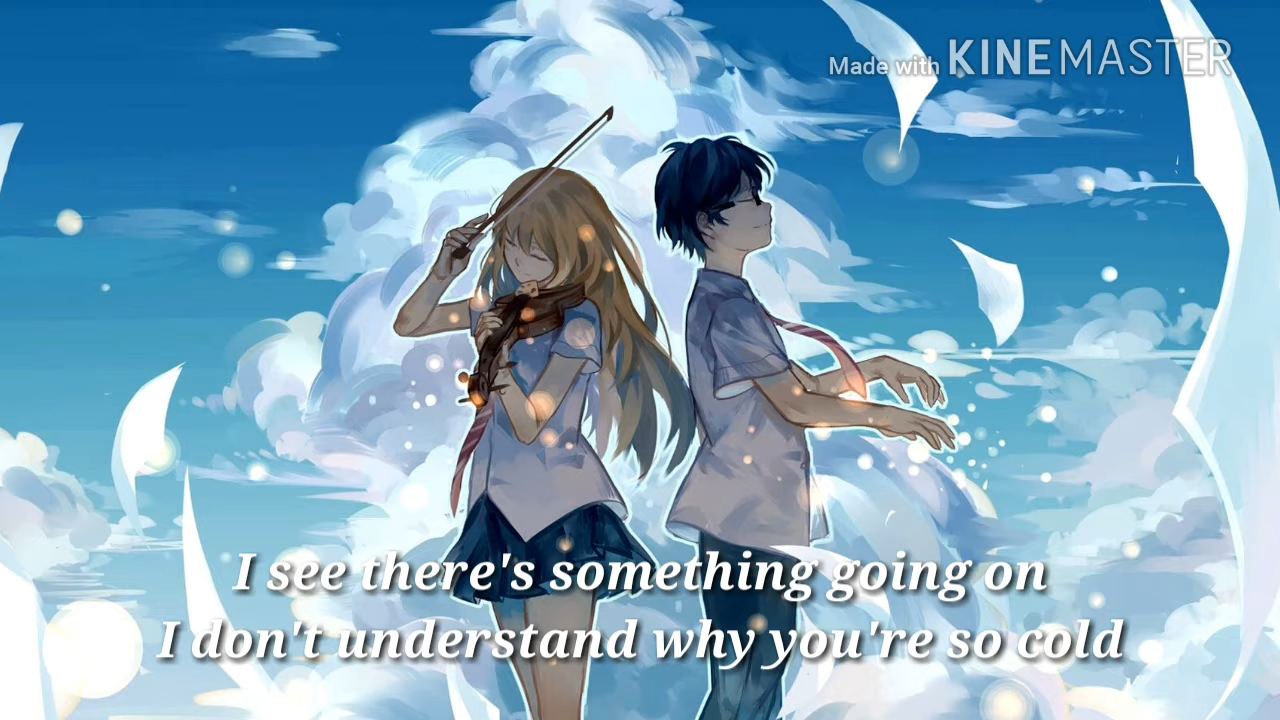 Made with KINEMASTER
I see there's something going on
I don't understand why you're so cold